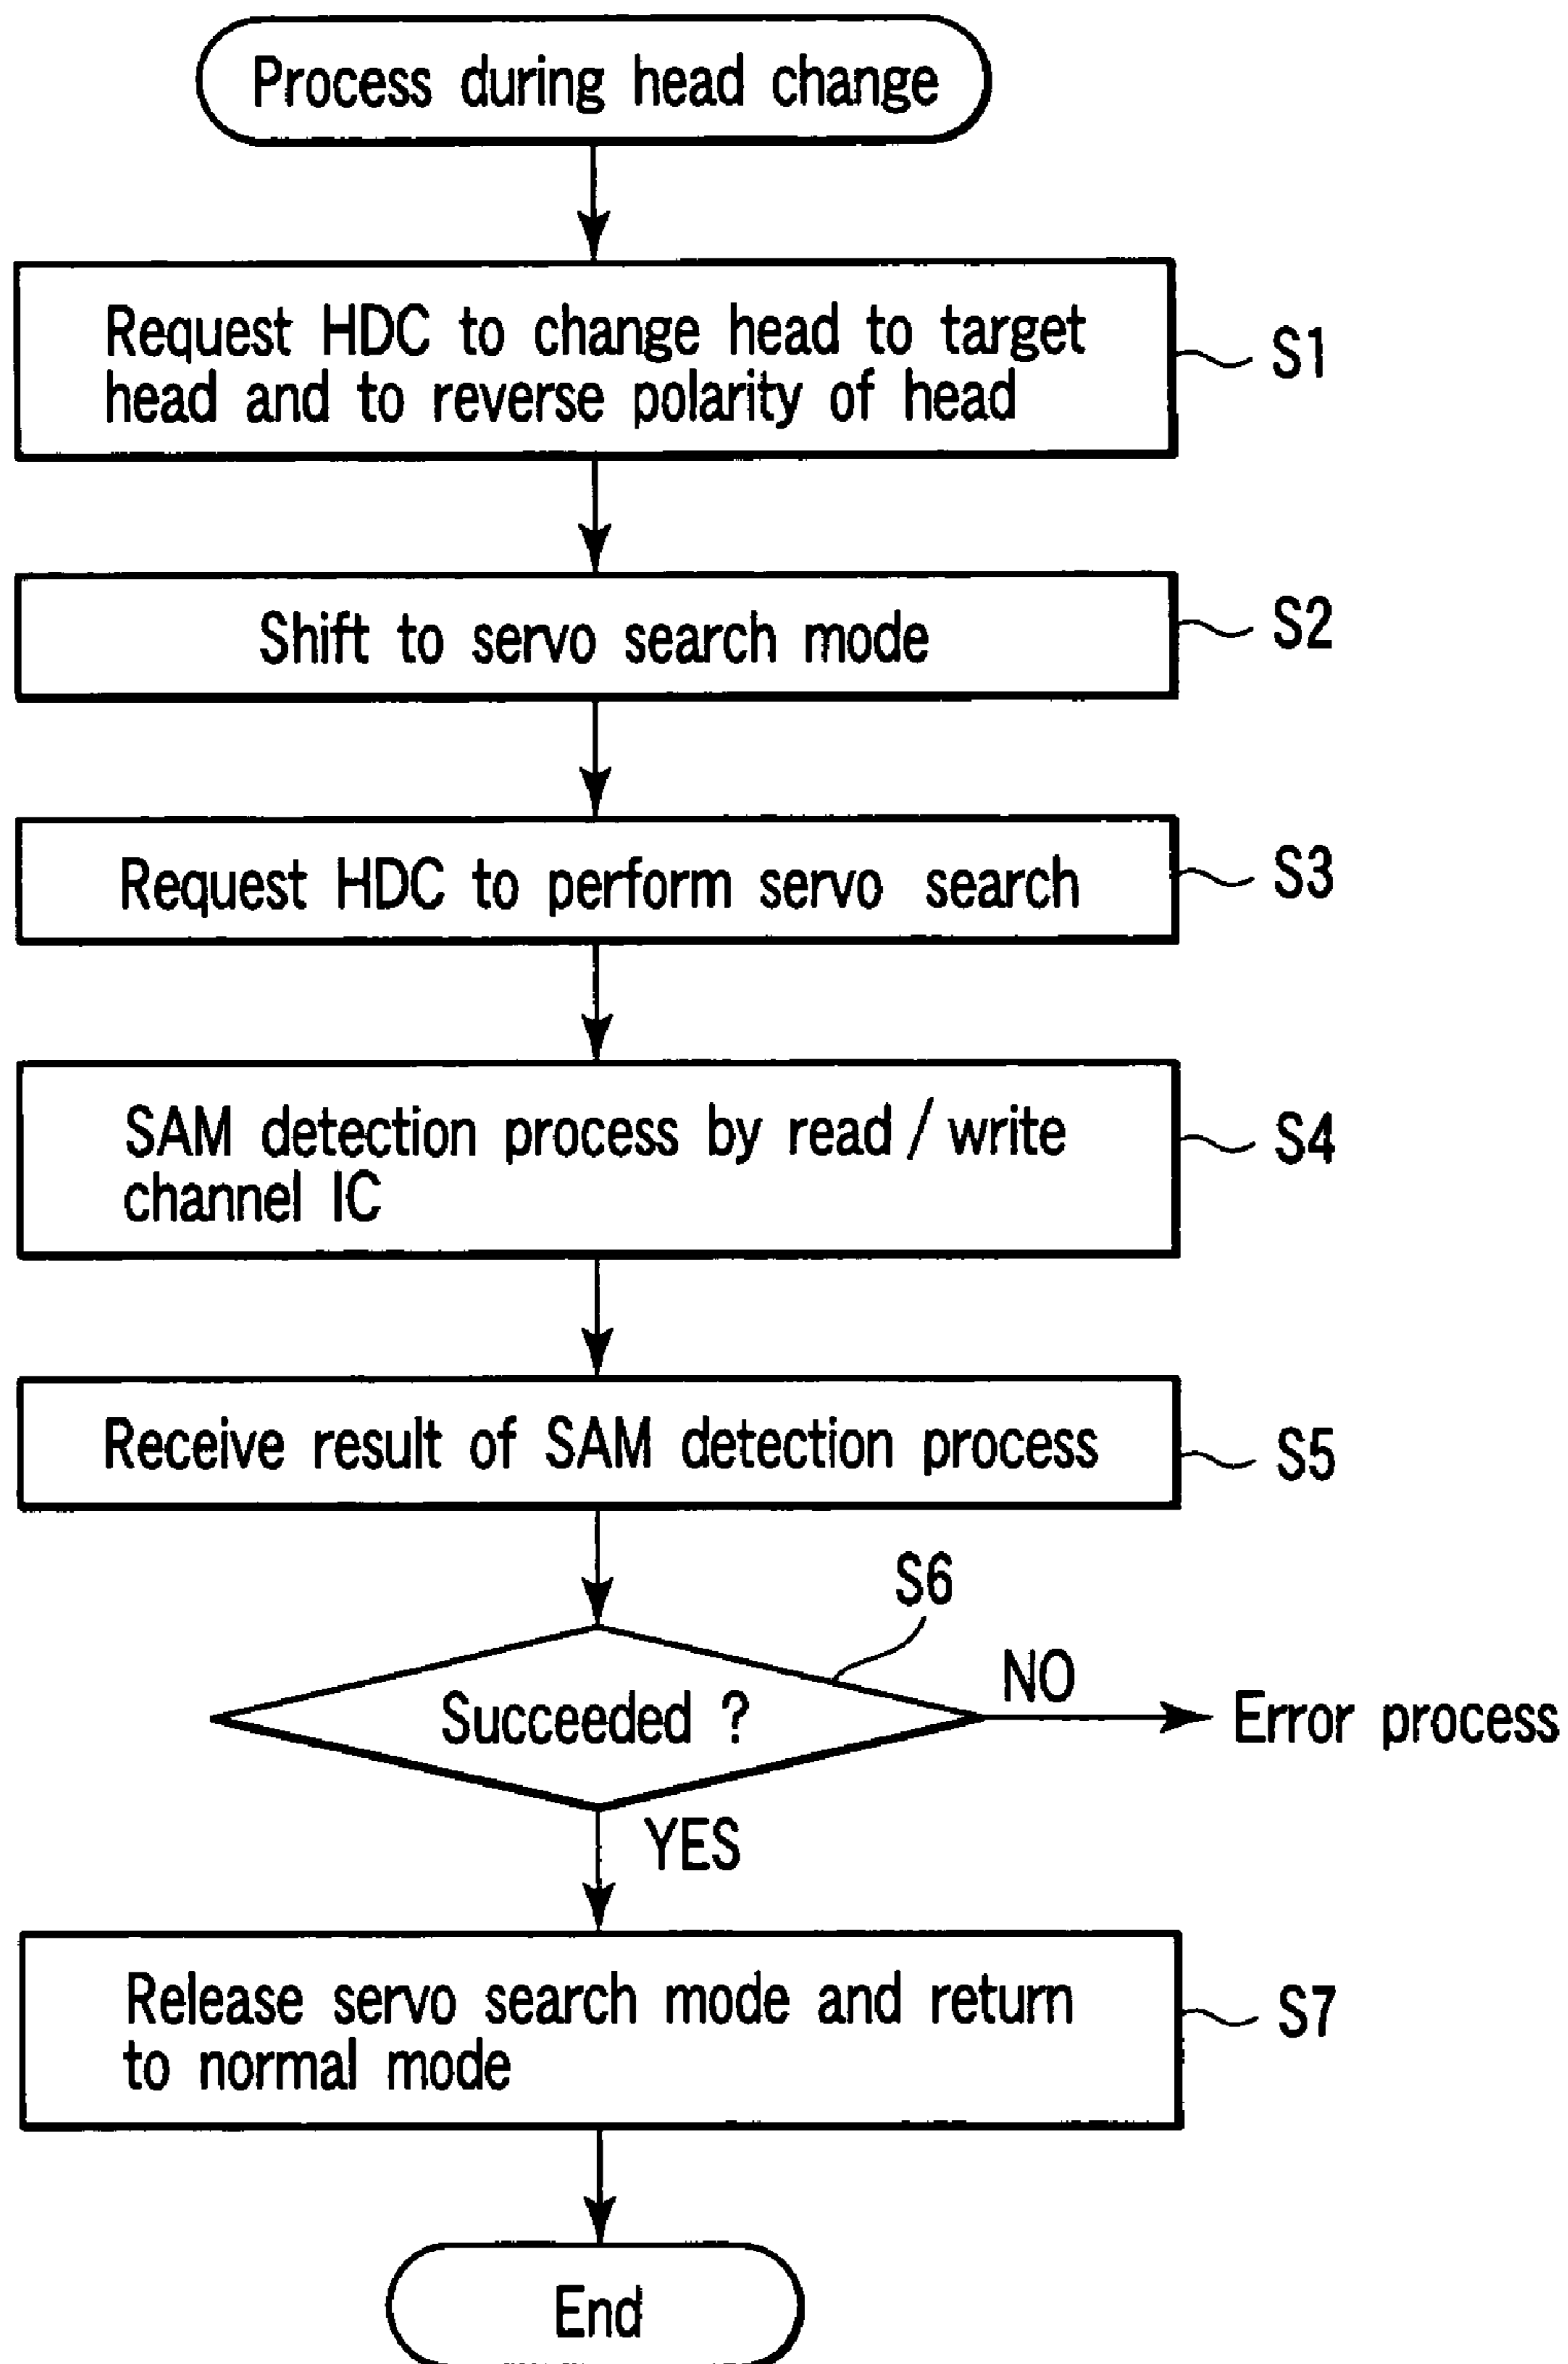 Process during head change
Request HDC to change head to target
head and to reverse polarity of head
S1
Shift to servo search mode
S2
Request HDC to perform servo search
S3
SAM detection process by read / write
channel IC
S4
Receive result of SAM detection process
S5
S6
Succeeded ?
NO
Error process
YES
Release servo search mode and return
to normal mode
S7
End